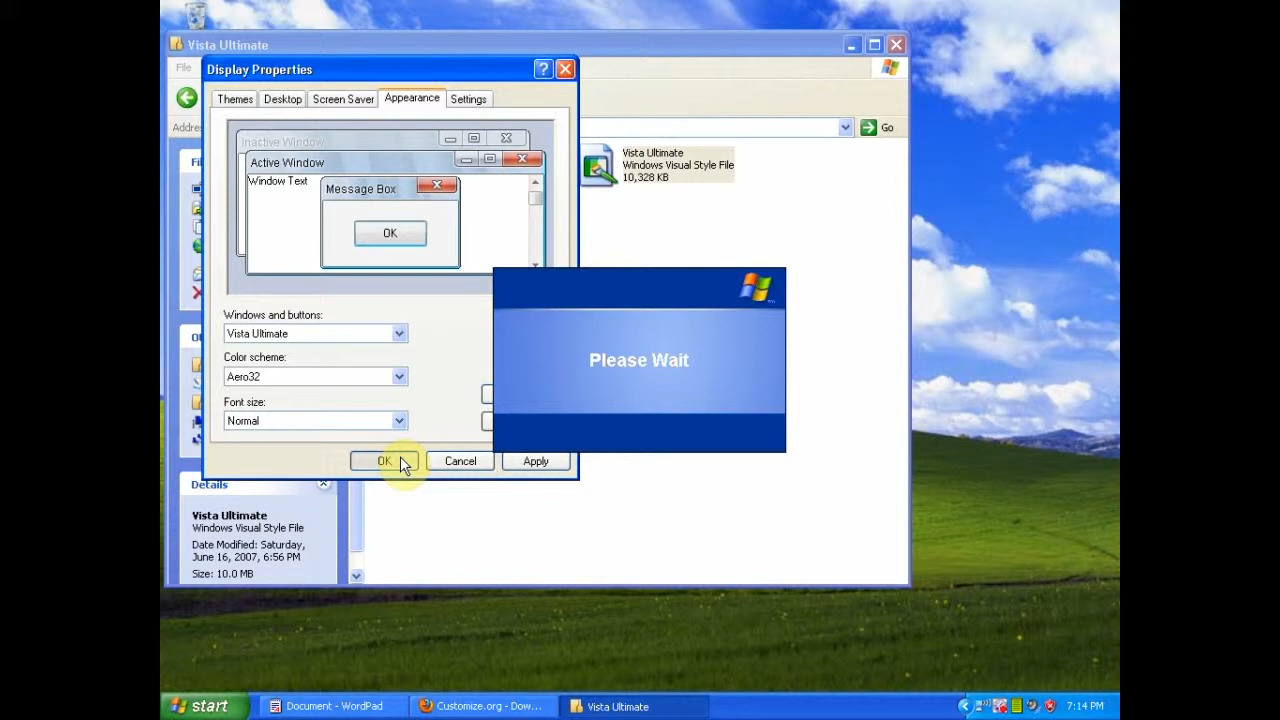 Vista Ultimate
File
Display Properties
Themes
Desktop
Screen Saver
Appearance
Settings
Go
Inactive Window
Active Window
Window Text
Message Box
OK
Vista Ultimate
Windows Visual Style File
10,328 KB
Windows and buttons:
Vista Ultimate
Color scheme:
Aero32
Font size:
Normal
Please Wait
OK
Cancel
Apply
Details
Vista Ultimate
Windows Visual Style File
Date Modified: Saturday,
June 16, 2007, 6:56 PM
Size: 10.0 MB
start
Document - WordPad
Customize.org - Dow...
Vista Ultimate
7:14 PM